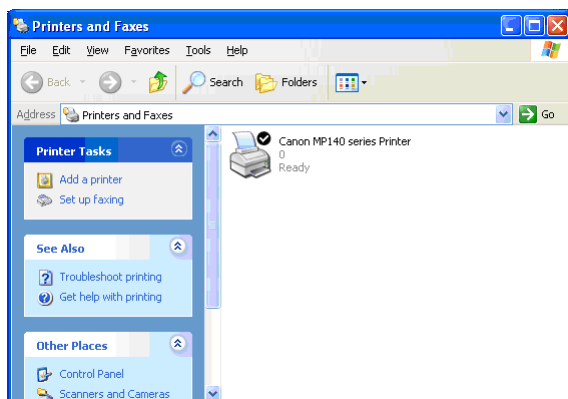 Printers and Faxes
File Edit View Favorites Tools Help
Back Search Folders
Address Printers and Faxes Go
Printer Tasks
Add a printer
Set up faxing
See Also
Troubleshoot printing
Get help with printing
Other Places
Control Panel
Scanners and Cameras
Canon MP140 series Printer
0
Ready